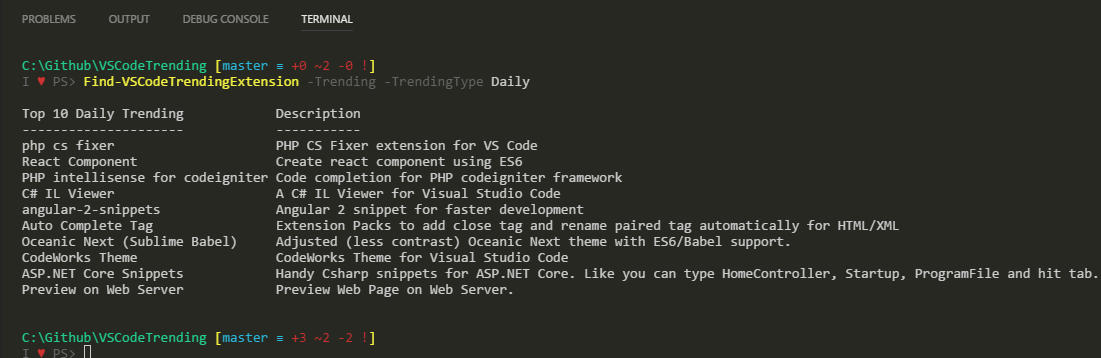 PROBLEMS OUTPUT DEBUG CONSOLE TERMINAL
C:\Github\VSCodeTrending [master ≡ +0 ~2 -0 !]
I ♥ PS> Find-VSCodeTrendingExtension -Trending -TrendingType Daily
Top 10 Daily Trending Description
--------------------- -----------
php cs fixer PHP CS Fixer extension for VS Code
React Component Create react component using ES6
PHP intellisense for codeigniter Code completion for PHP codeigniter framework
C# IL Viewer A C# IL Viewer for Visual Studio Code
angular-2-snippets Angular 2 snippet for faster development
Auto Complete Tag Extension Packs to add close tag and rename paired tag automatically for HTML/XML
Oceanic Next (Sublime Babel) Adjusted (less contrast) Oceanic Next theme with ES6/Babel support.
CodeWorks Theme CodeWorks Theme for Visual Studio Code
ASP.NET Core Snippets Handy Csharp snippets for ASP.NET Core. Like you can type HomeController, Startup, ProgramFile and hit tab.
Preview on Web Server Preview Web Page on Web Server.
C:\Github\VSCodeTrending [master ≡ +3 ~2 -2 !]
I ♥ PS>